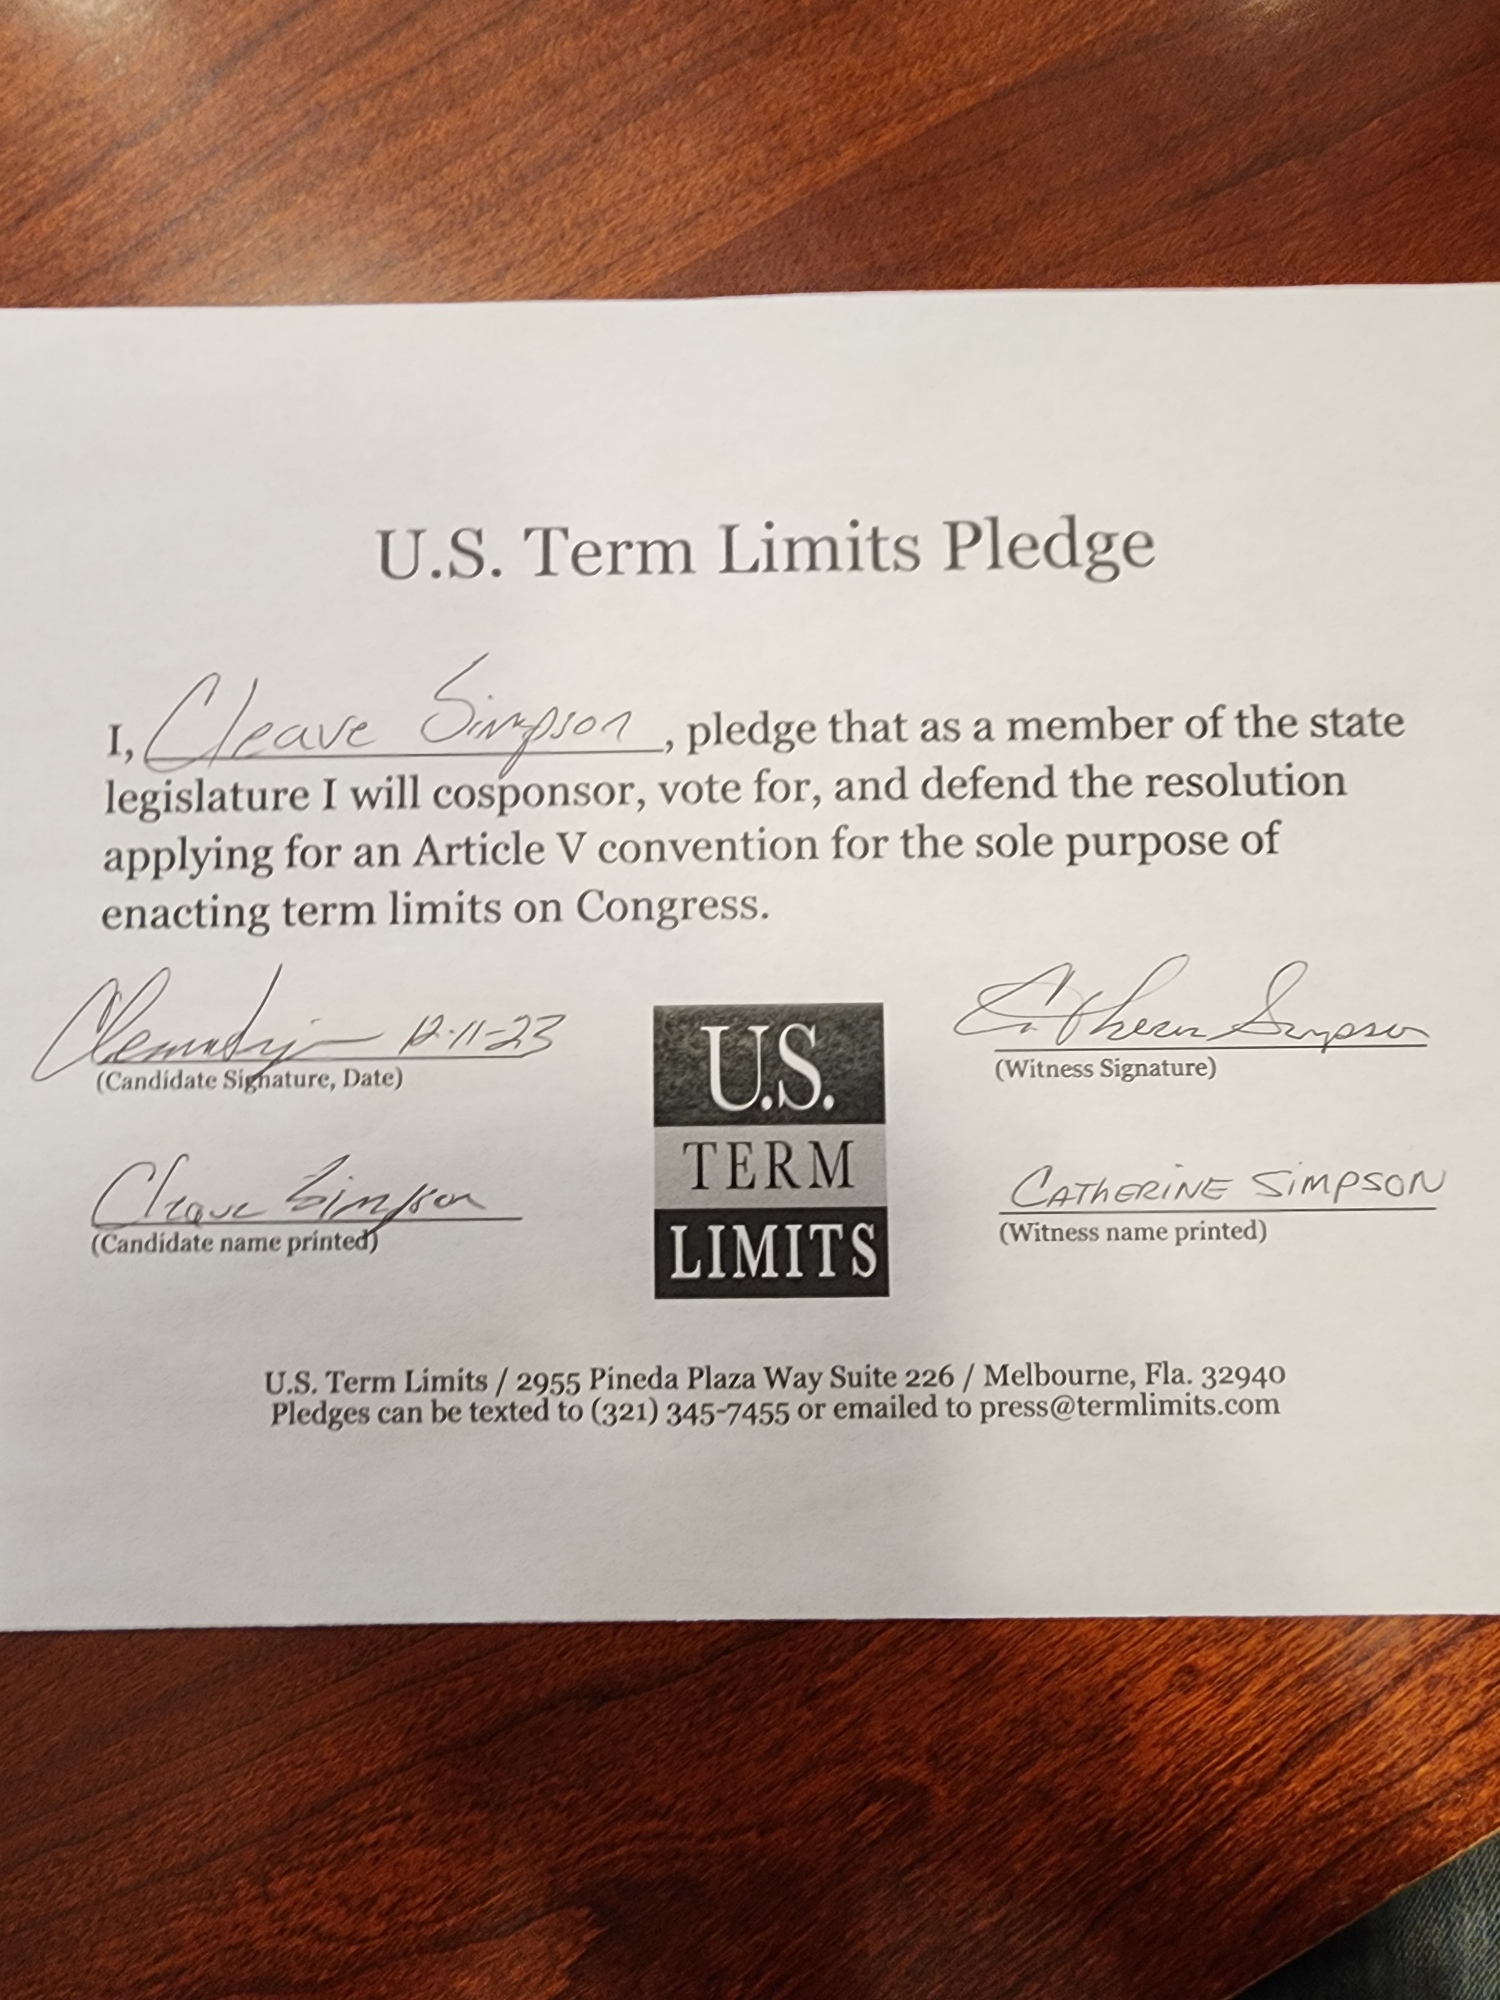 U.S. Term Limits Pledge
I, Cleave Simpson, pledge that as a member of the state
legislature I will cosponsor, vote for, and defend the resolution
applying for an Article V convention for the sole purpose of
enacting term limits on Congress.
12-11-23
(Candidate Signature, Date)
Catherine Simpson
(Witness Signature)
Cleave Simpson
(Candidate name printed)
CATHERINE SIMPSON
(Witness name printed)
U.S.
TERM
LIMITS
U.S. Term Limits / 2955 Pineda Plaza Way Suite 226 / Melbourne, Fla. 32940
Pledges can be texted to (321) 345-7455 or emailed to press@termlimits.com